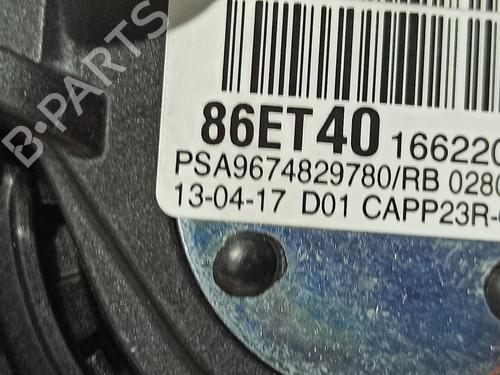 B-PARTS
86ET40 166220
PSA9674829780/RB 0280
13-04-17 D01 CAPP23R-